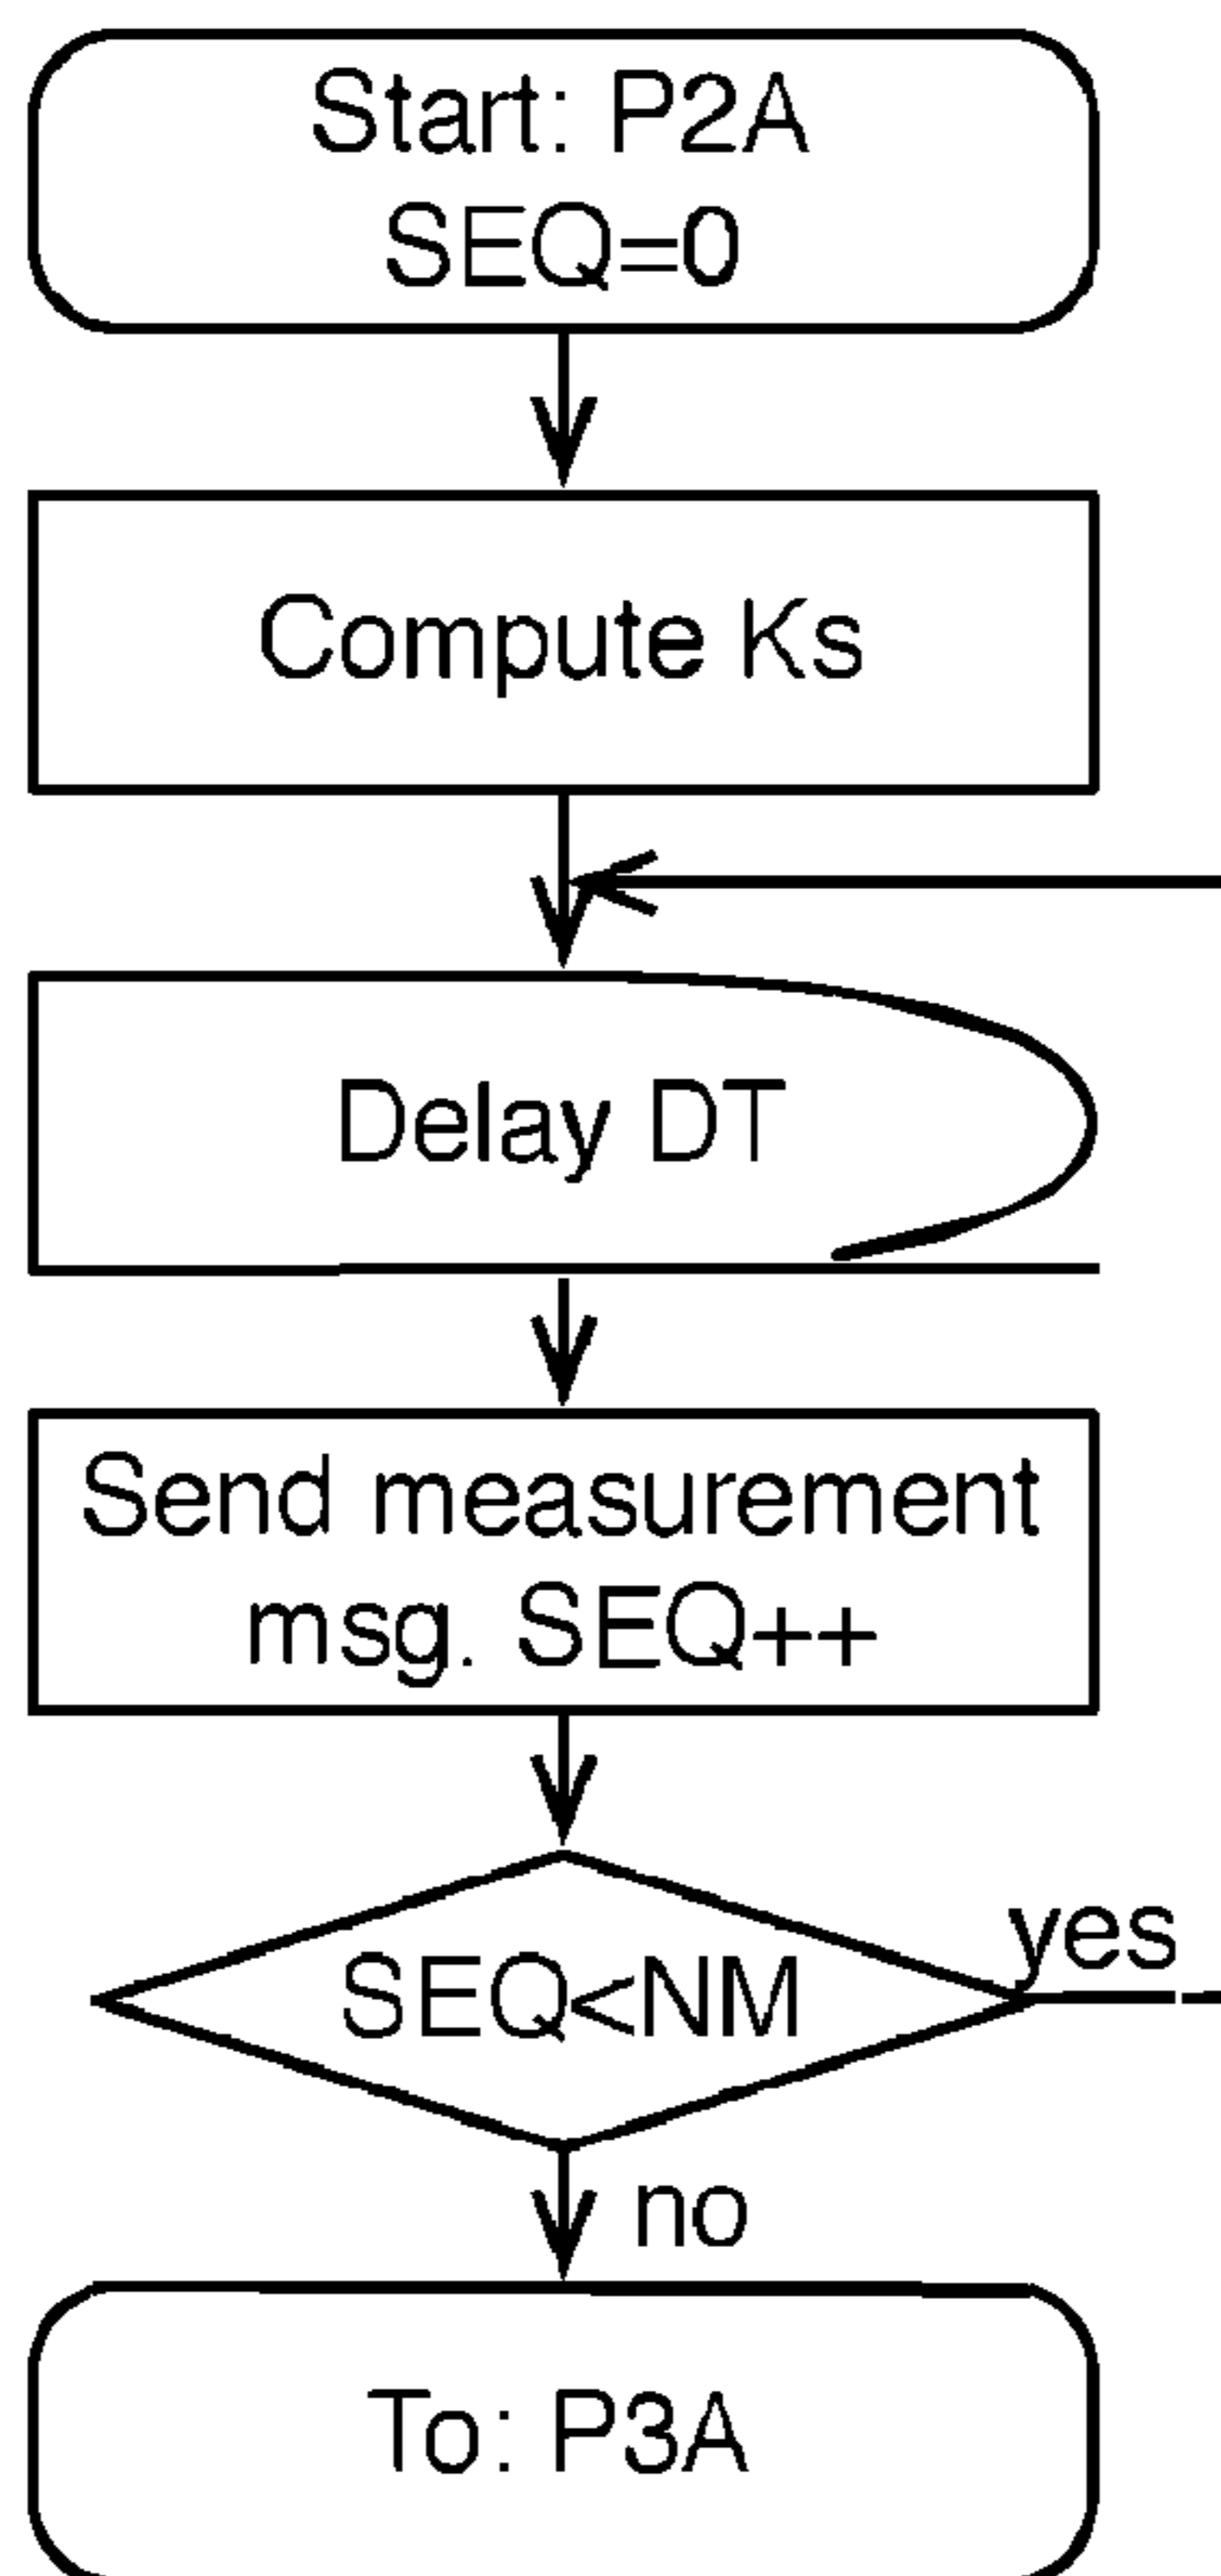 Start: P2A
SEQ=0
Compute Ks
Delay DT
Send measurement
msg. SEQ++
SEQ<NM
yes
no
To: P3A